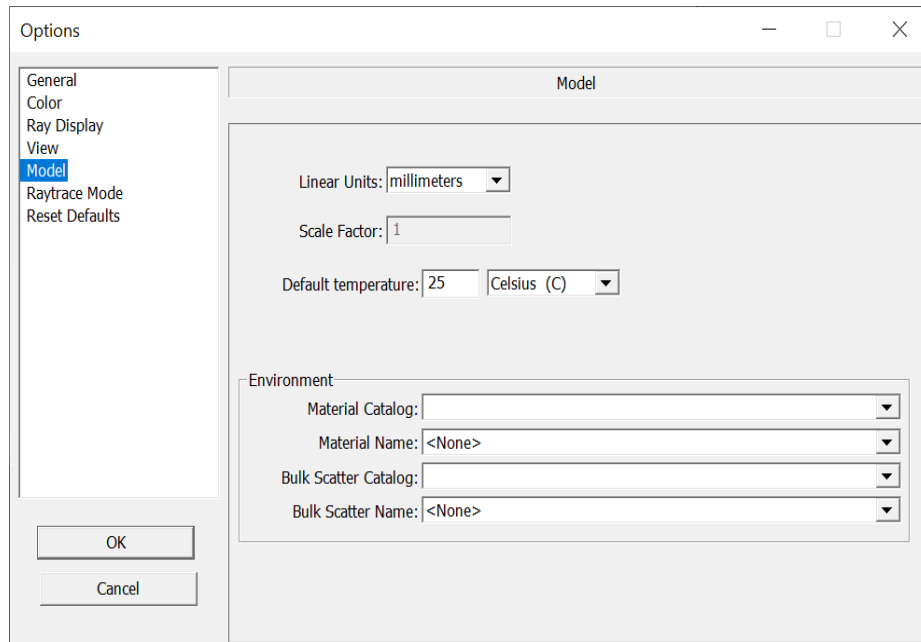 Options
General
Color
Ray Display
View
Model
Raytrace Mode
Reset Defaults
OK
Cancel
Model
Linear Units: millimeters
Scale Factor: 1
Default temperature: 25 Celsius (C)
Environment
Material Catalog:
Material Name: <None>
Bulk Scatter Catalog:
Bulk Scatter Name: <None>